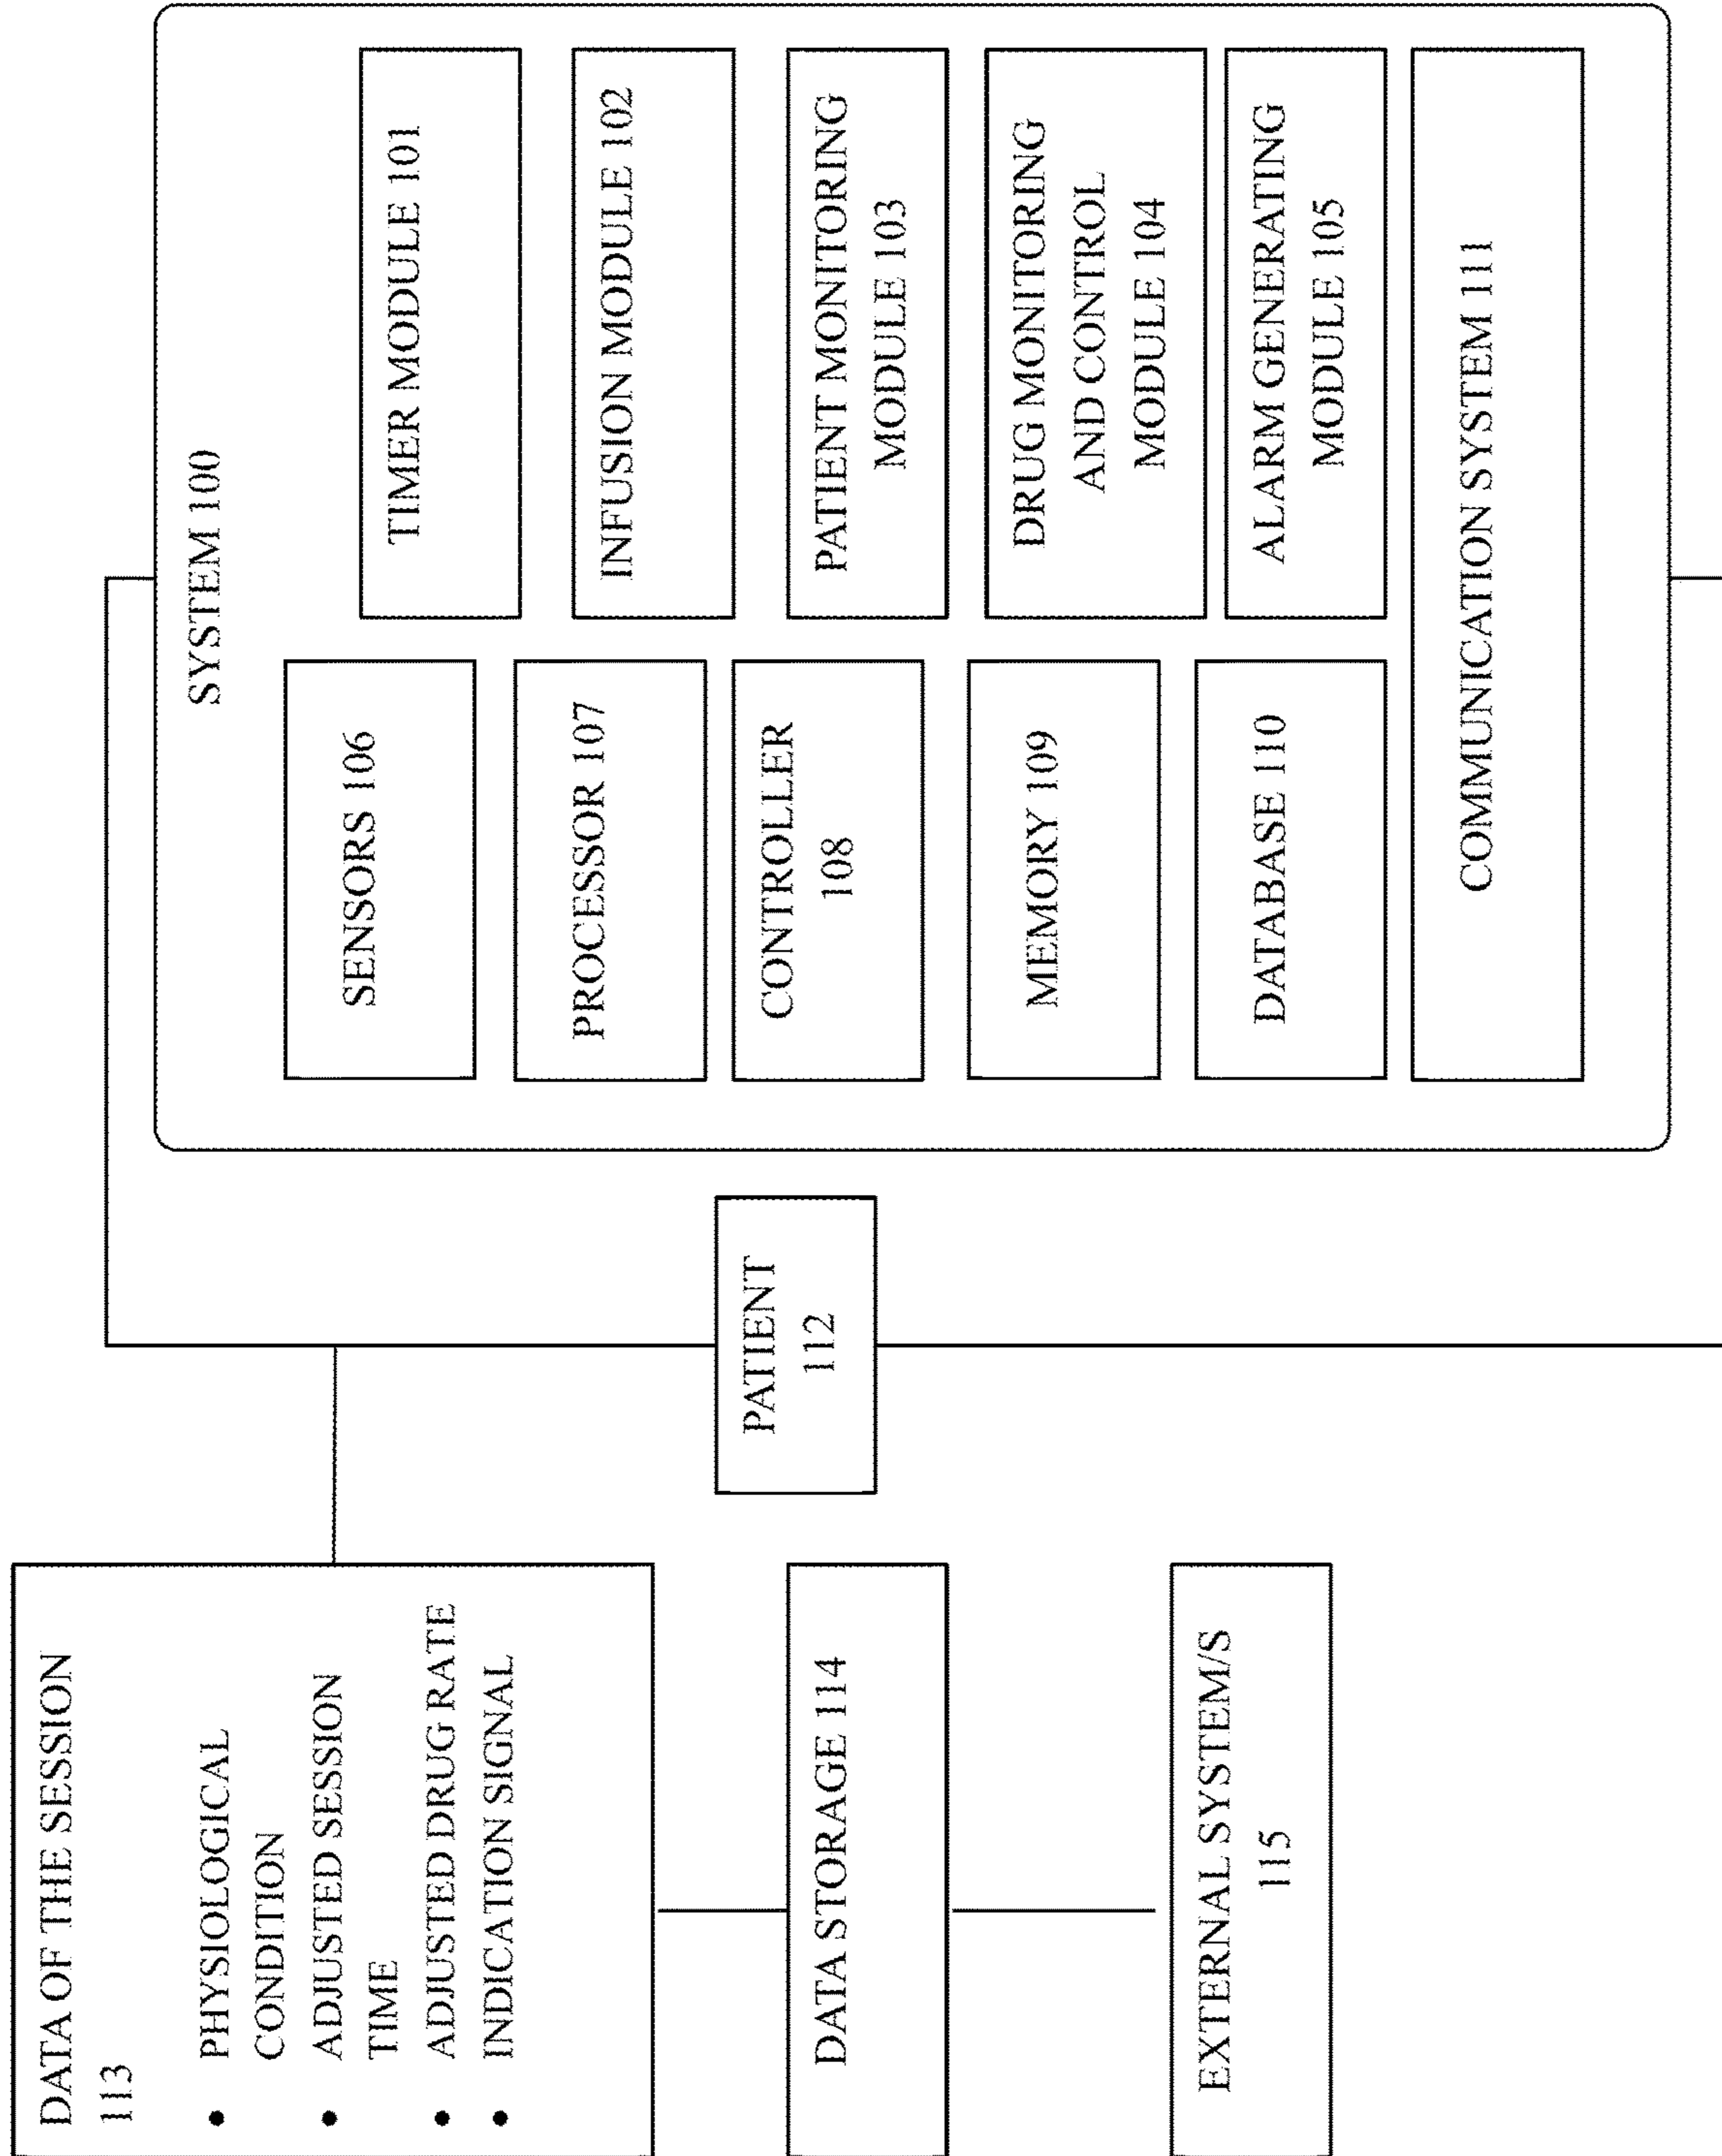 DATA OF THE SESSION
113
• PHYSIOLOGICAL
CONDITION
• ADJUSTED SESSION
TIME
• ADJUSTED DRUG RATE
• INDICATION SIGNAL
DATA STORAGE 114
EXTERNAL SYSTEM/S
115
PATIENT
112
SYSTEM 100
SENSORS 106
PROCESSOR 107
CONTROLLER
108
MEMORY 109
DATABASE 110
TIMER MODULE 101
INFUSION MODULE 102
PATIENT MONITORING
MODULE 103
DRUG MONITORING
AND CONTROL
MODULE 104
ALARM GENERATING
MODULE 105
COMMUNICATION SYSTEM 111